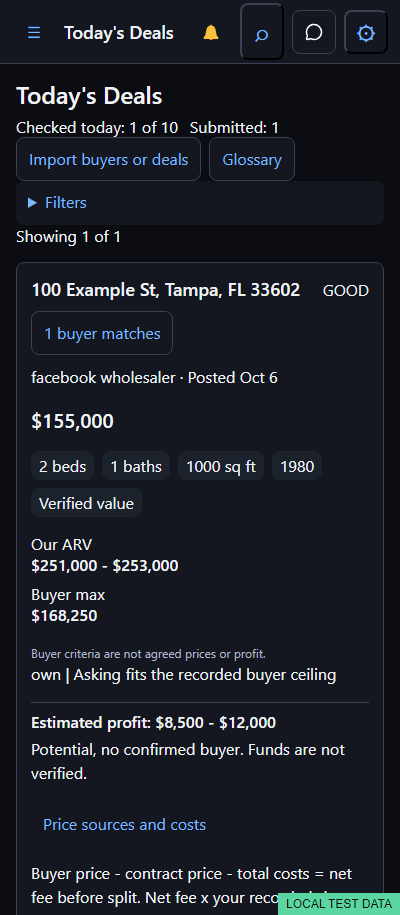 Today's Deals
Today's Deals
Checked today: 1 of 10 Submitted: 1
Import buyers or deals Glossary
Filters
Showing 1 of 1
100 Example St, Tampa, FL 33602 GOOD
1 buyer matches
facebook wholesaler · Posted Oct 6
$155,000
2 beds 1 baths 1000 sq ft 1980
Verified value
Our ARV
$251,000 - $253,000
Buyer max
$168,250
Buyer criteria are not agreed prices or profit.
own | Asking fits the recorded buyer ceiling
Estimated profit: $8,500 - $12,000
Potential, no confirmed buyer. Funds are not
verified.
Price sources and costs
Buyer price - contract price - total costs = net
fee before split. Net fee x your
LOCAL TEST DATA